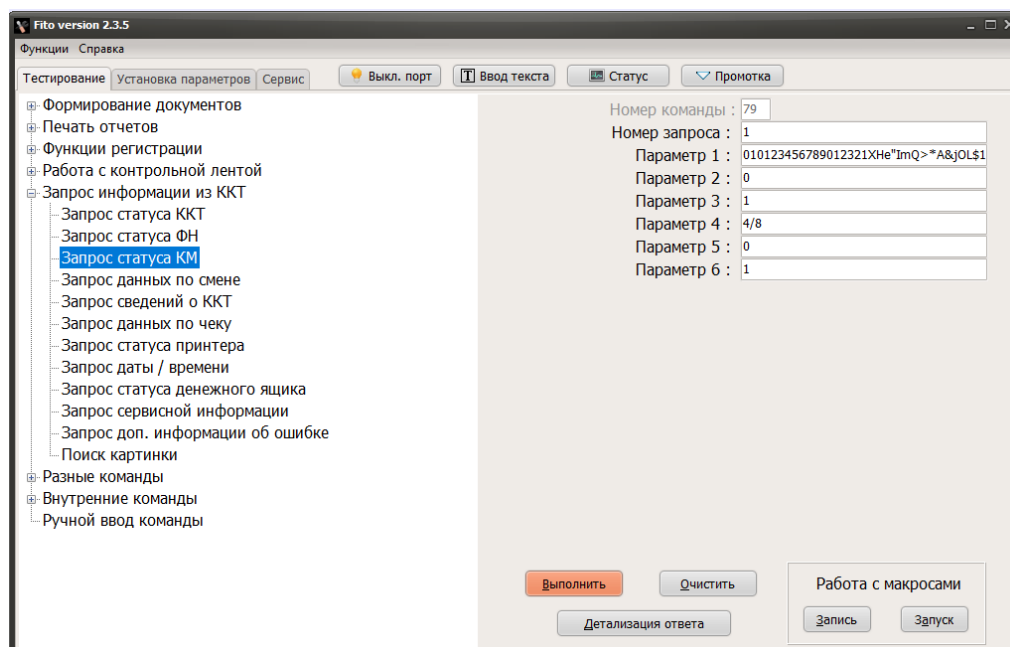 Fito version 2.3.5
Функции Справка
Тестирование Установка параметров Сервис Выкл. порт Ввод текста Статус Промотка
Формирование документов
Печать отчетов
Функции регистрации
Работа с контрольной лентой
Запрос информации из ККТ
Запрос статуса ККТ
Запрос статуса ФН
Запрос статуса КМ
Запрос данных по смене
Запрос сведений о ККТ
Запрос данных по чеку
Запрос статуса принтера
Запрос даты / времени
Запрос статуса денежного ящика
Запрос сервисной информации
Запрос доп. информации об ошибке
Поиск картинки
Разные команды
Внутренние команды
Ручной ввод команды
Номер команды : 79
Номер запроса : 1
Параметр 1 : 010123456789012321XHe"ImQ>*A&jOL$1
Параметр 2 : 0
Параметр 3 : 1
Параметр 4 : 4/8
Параметр 5 : 0
Параметр 6 : 1
Выполнить Очистить
Детализация ответа
Работа с макросами
Запись Запуск